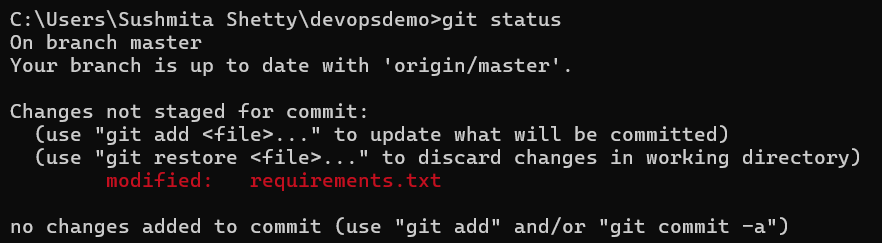 C:\Users\Sushmita Shetty\devopsdemo>git status
On branch master
Your branch is up to date with 'origin/master'.

Changes not staged for commit:
  (use "git add <file>..." to update what will be committed)
  (use "git restore <file>..." to discard changes in working directory)
        modified:   requirements.txt

no changes added to commit (use "git add" and/or "git commit -a")